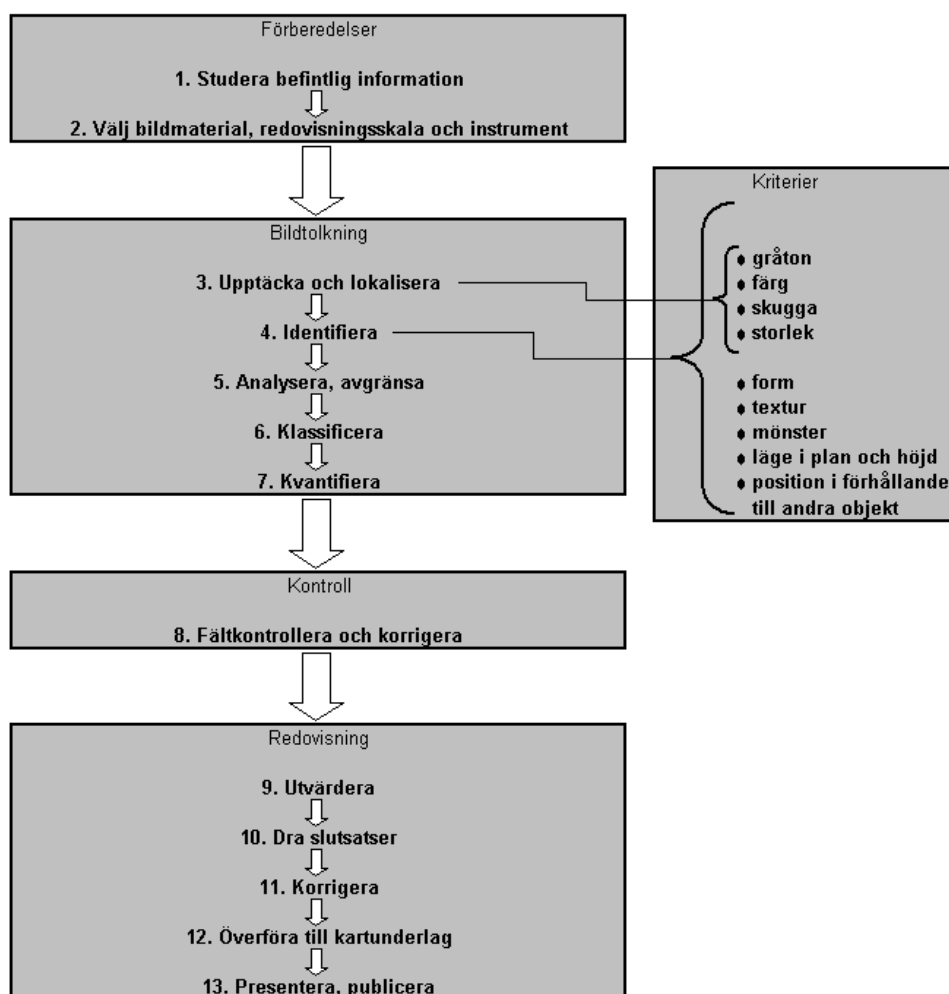 Förberedelser
1. Studera befintlig information
2. Välj bildmaterial, redovisningsskala och instrument
Bildtolkning
3. Upptäcka och lokalisera
4. Identifiera
5. Analysera, avgränsa
6. Klassificera
7. Kvantifiera
Kriterier
gråton
färg
skugga
storlek
form
textur
mönster
läge i plan och höjd
position i förhållande
till andra objekt
Kontroll
8. Fältkontrollera och korrigera
Redovisning
9. Utvärdera
10. Dra slutsatser
11. Korrigera
12. Överföra till kartunderlag
13. Presentera, publicera